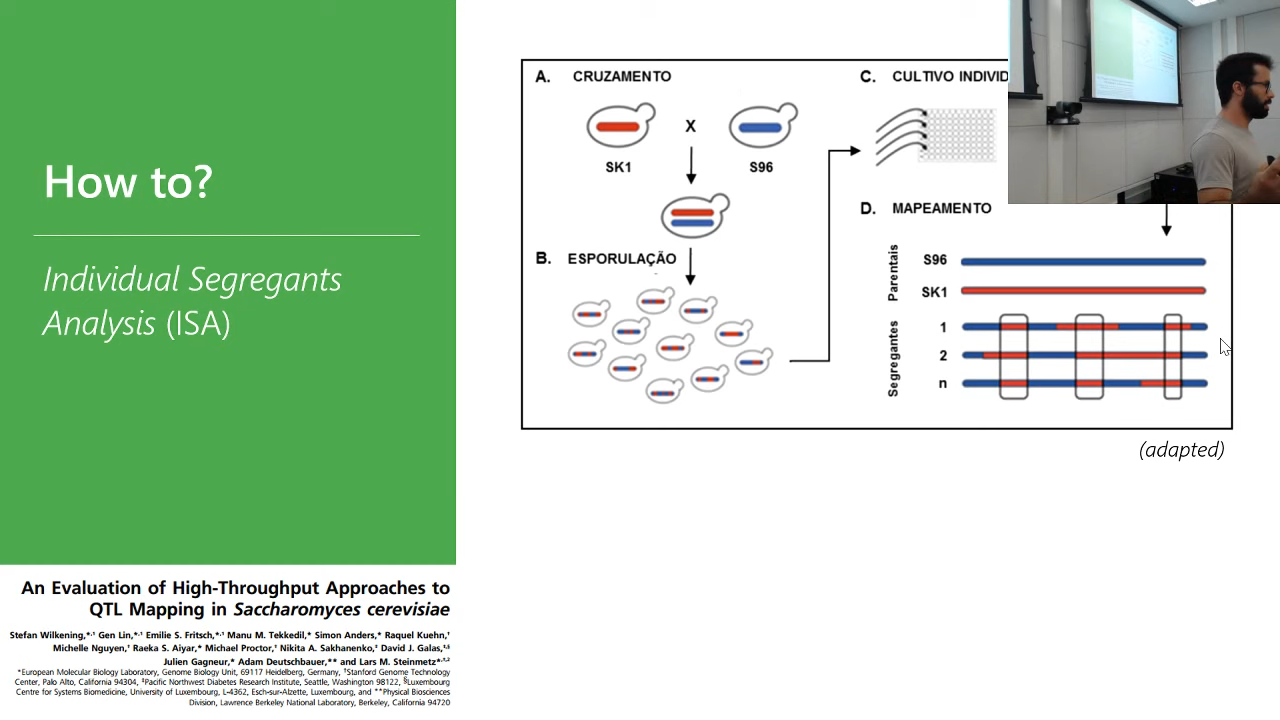 How to?
Individual Segregants
Analysis (ISA)
An Evaluation of High-Throughput Approaches to
QTL Mapping in Saccharomyces cerevisiae
Stefan Wilkening,*,1 Gen Lin,*,1 Emilie S. Fritsch,*,1 Manu M. Tekkedil,* Simon Anders,* Raquel Kuehn,†
Michelle Nguyen,† Raeka S. Aiyar,* Michael Proctor,† Nikita A. Sakhanenko,‡ David J. Galas,‡,§
Julien Gagneur,* Adam Deutschbauer,** and Lars M. Steinmetz*,†,2
*European Molecular Biology Laboratory, Genome Biology Unit, 69117 Heidelberg, Germany, †Stanford Genome Technology
Center, Palo Alto, California 94304, ‡Pacific Northwest Diabetes Research Institute, Seattle, Washington 98122, §Luxembourg
Centre for Systems Biomedicine, University of Luxembourg, L-4362, Esch-sur-Alzette, Luxembourg, and **Physical Biosciences
Division, Lawrence Berkeley National Laboratory, Berkeley, California 94720
A. CRUZAMENTO
X
SK1
S96
B. ESPORULAÇÃO
C. CULTIVO INDIVID
D. MAPEAMENTO
Parentais
S96
SK1
Segregantes
1
2
n
(adapted)